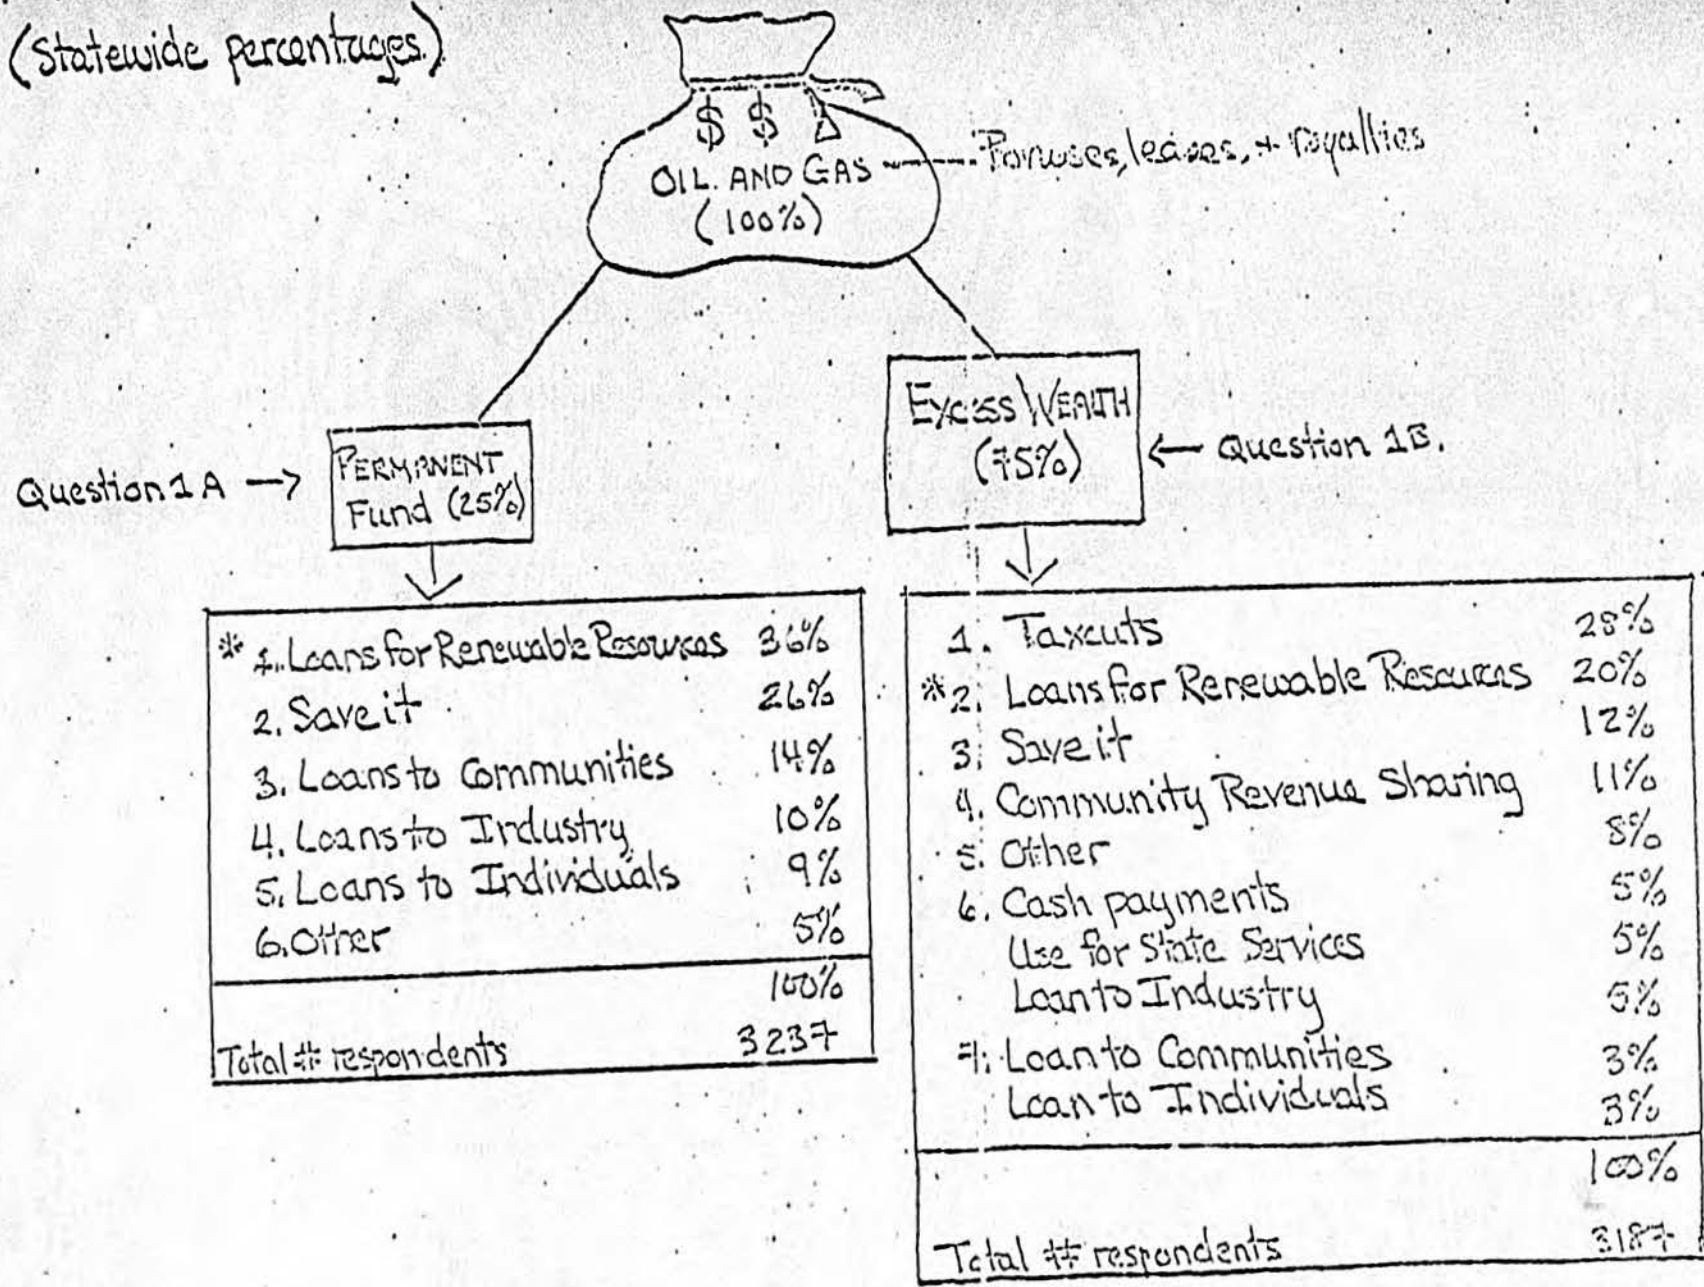 (Statewide percentages.)
$ $ $
OIL AND GAS
(100%)
Bonuses, leases, + royalties
Question 1A →
PERMANENT
Fund (25%)
EXCESS WEALTH
(75%)
← Question 1B.
* 1. Loans for Renewable Resources 36%
2. Save it 26%
3. Loans to Communities 14%
4. Loans to Industry 10%
5. Loans to Individuals 9%
6. Other 5%
100%
Total # respondents 3237
1. Taxcuts 28%
*2. Loans for Renewable Resources 20%
3. Save it 12%
4. Community Revenue Sharing 11%
5. Other 8%
6. Cash payments 5%
Use for State Services 5%
Loan to Industry 5%
7. Loan to Communities 3%
Loan to Individuals 3%
100%
Total # respondents 3187